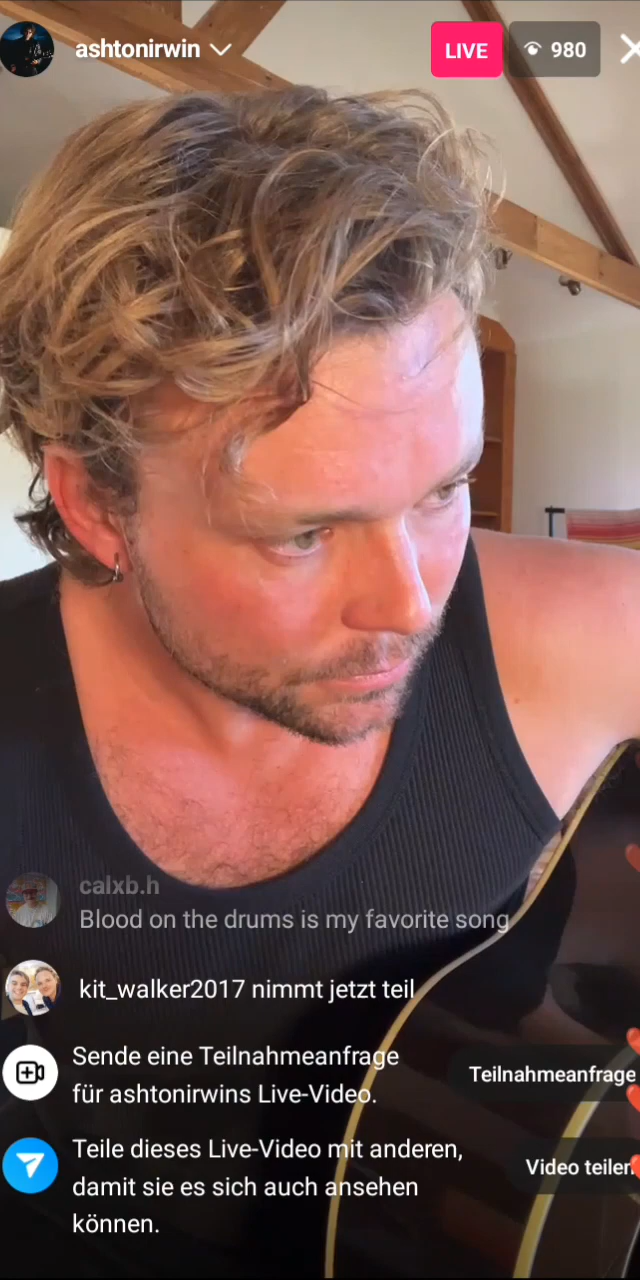 ashtonirwin
LIVE
980
calxb.h
Blood on the drums is my favorite song
kit_walker2017 nimmt jetzt teil
Sende eine Teilnahmeanfrage
für ashtonirwins Live-Video.
Teilnahmeanfrage
Teile dieses Live-Video mit anderen,
damit sie es sich auch ansehen
können.
Video teilen